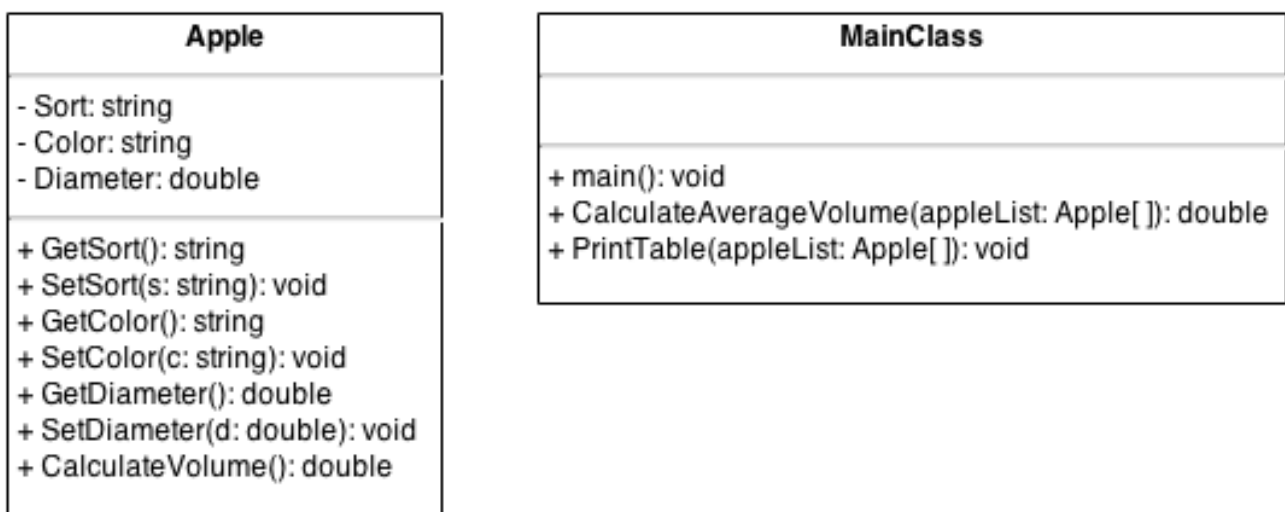 Apple
- Sort: string
- Color: string
- Diameter: double
+ GetSort(): string
+ SetSort(s: string): void
+ GetColor(): string
+ SetColor(c: string): void
+ GetDiameter(): double
+ SetDiameter(d: double): void
+ CalculateVolume(): double
MainClass
+ main(): void
+ CalculateAverageVolume(appleList: Apple[ ]): double
+ PrintTable(appleList: Apple[ ]): void